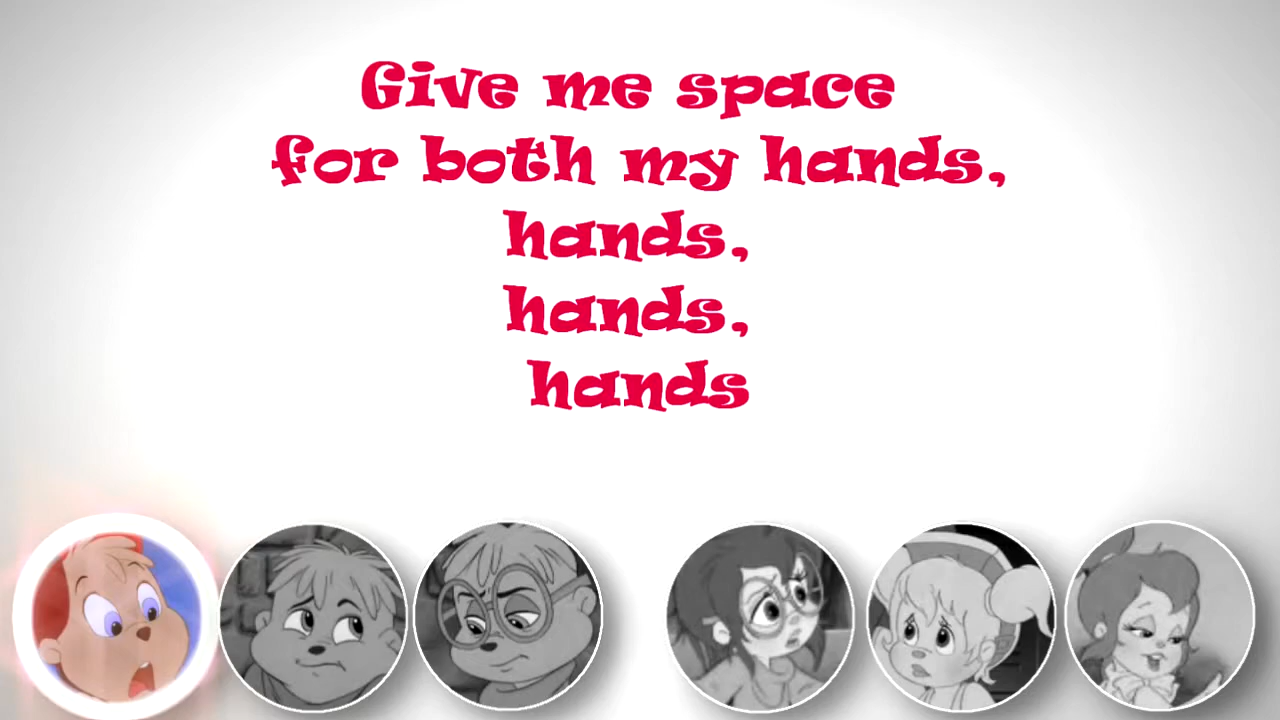 Give me space
for both my hands,
hands,
hands,
hands